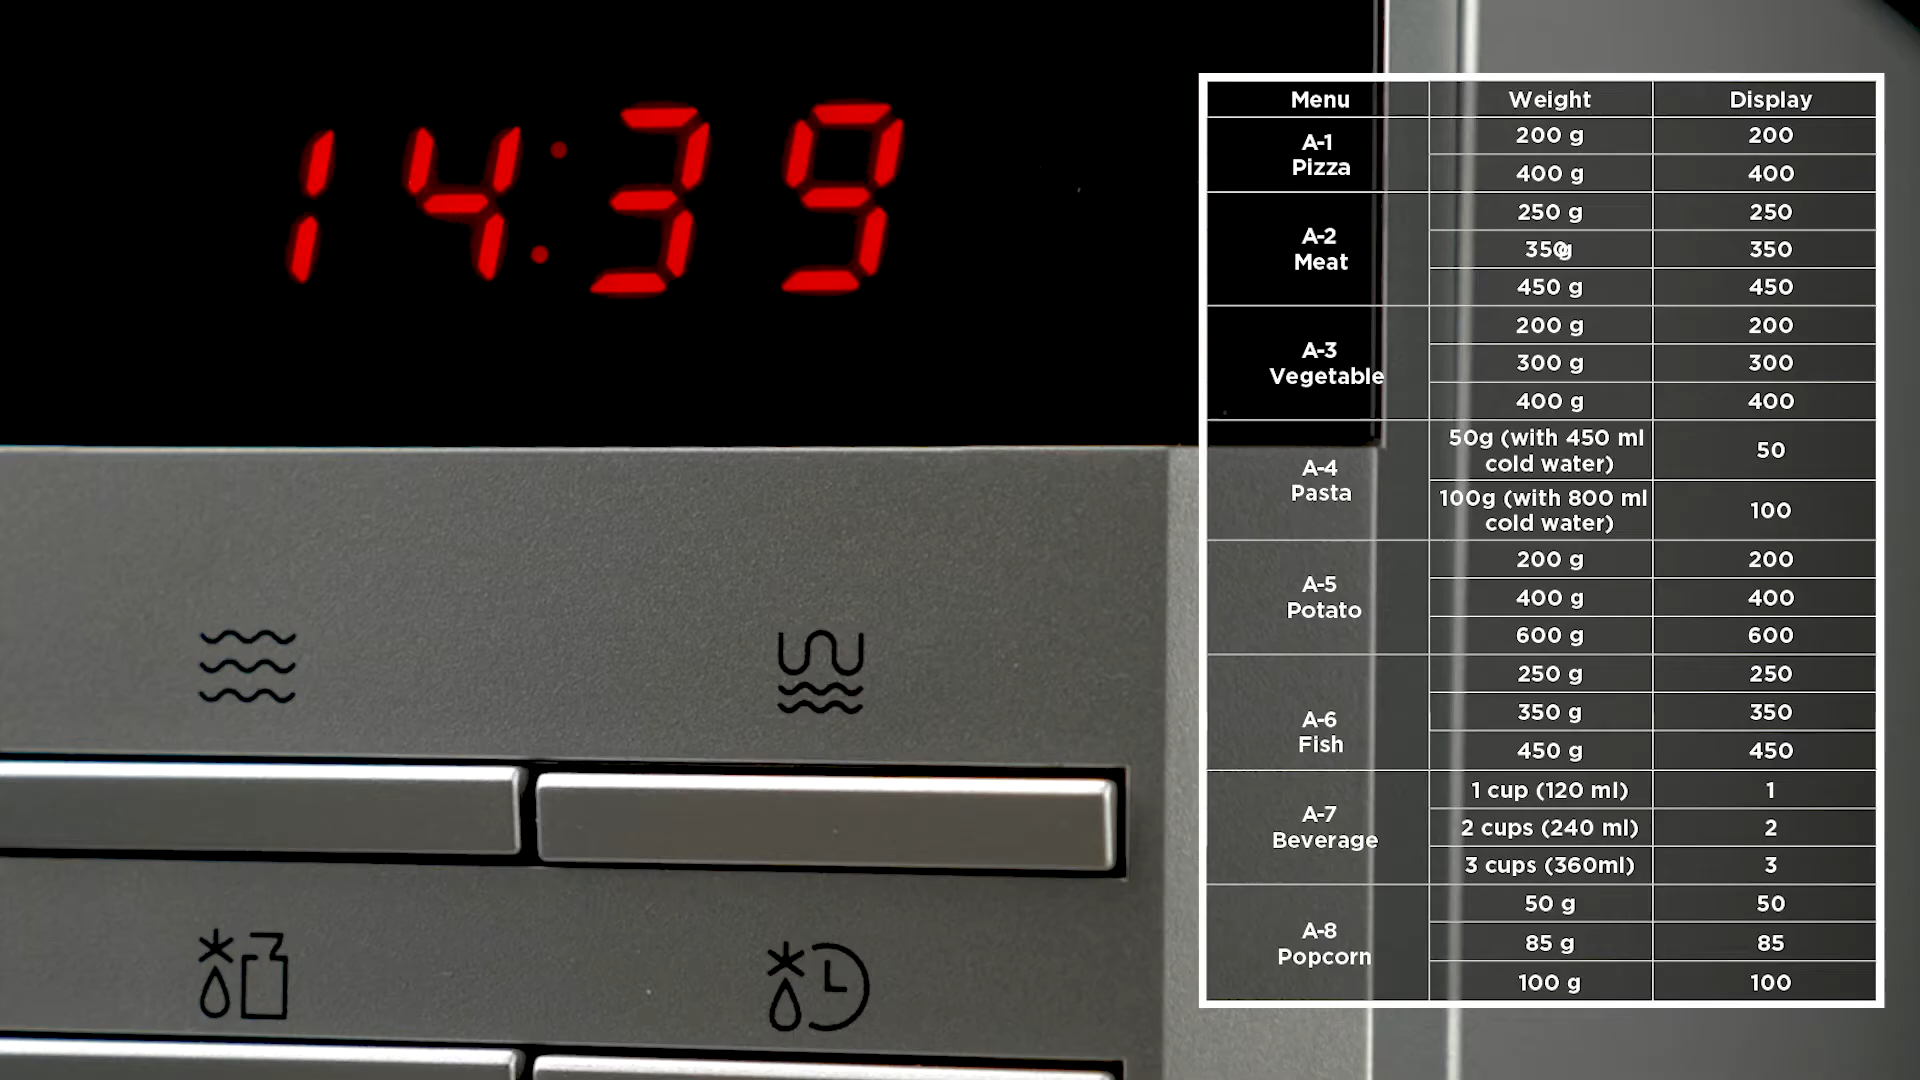 14:39
Menu Weight Display
A-1
Pizza
200 g 200
400 g 400
A-2
Meat
250 g 250
350g 350
450 g 450
A-3
Vegetable
200 g 200
300 g 300
400 g 400
A-4
Pasta
50g (with 450 ml
cold water)
50
100g (with 800 ml
cold water)
100
A-5
Potato
200 g 200
400 g 400
600 g 600
A-6
Fish
250 g 250
350 g 350
450 g 450
A-7
Beverage
1 cup (120 ml) 1
2 cups (240 ml) 2
3 cups (360ml) 3
A-8
Popcorn
50 g 50
85 g 85
100 g 100